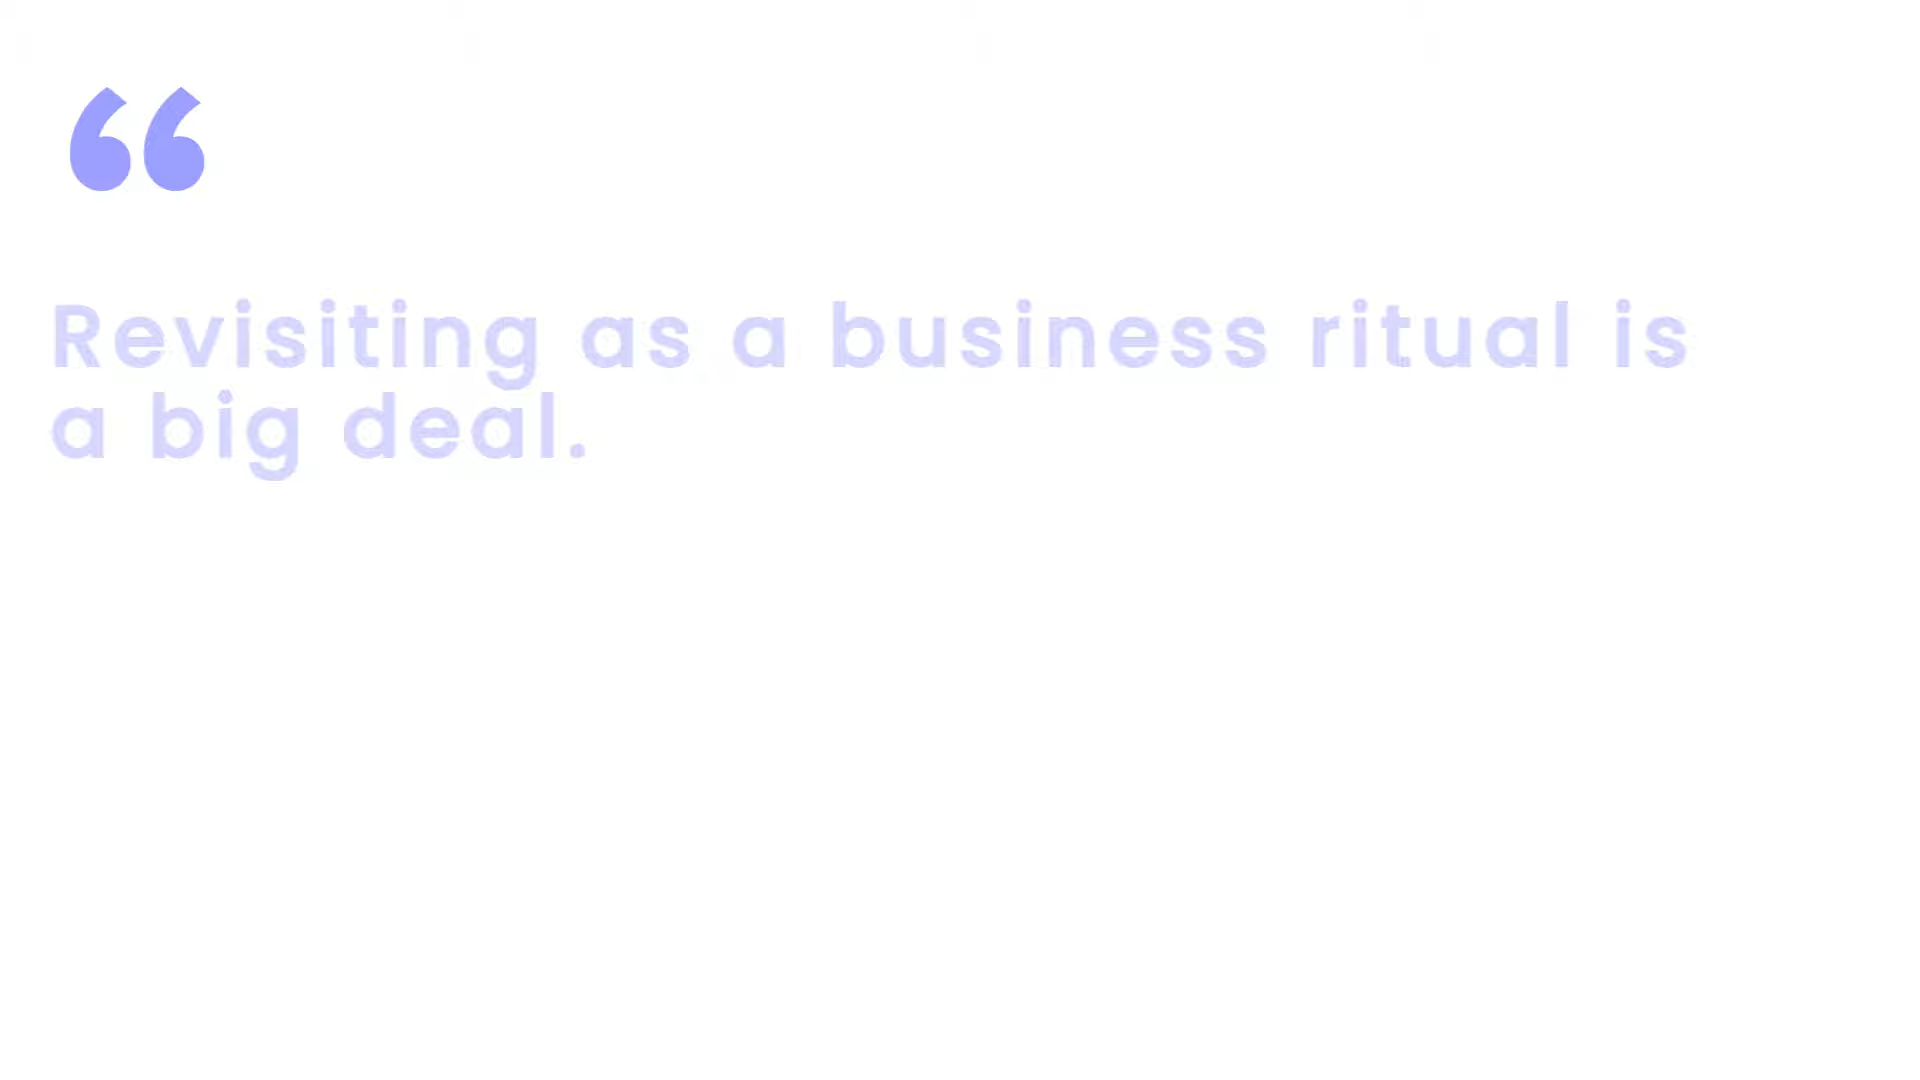 “
Revisiting as a business ritual is
a big deal.